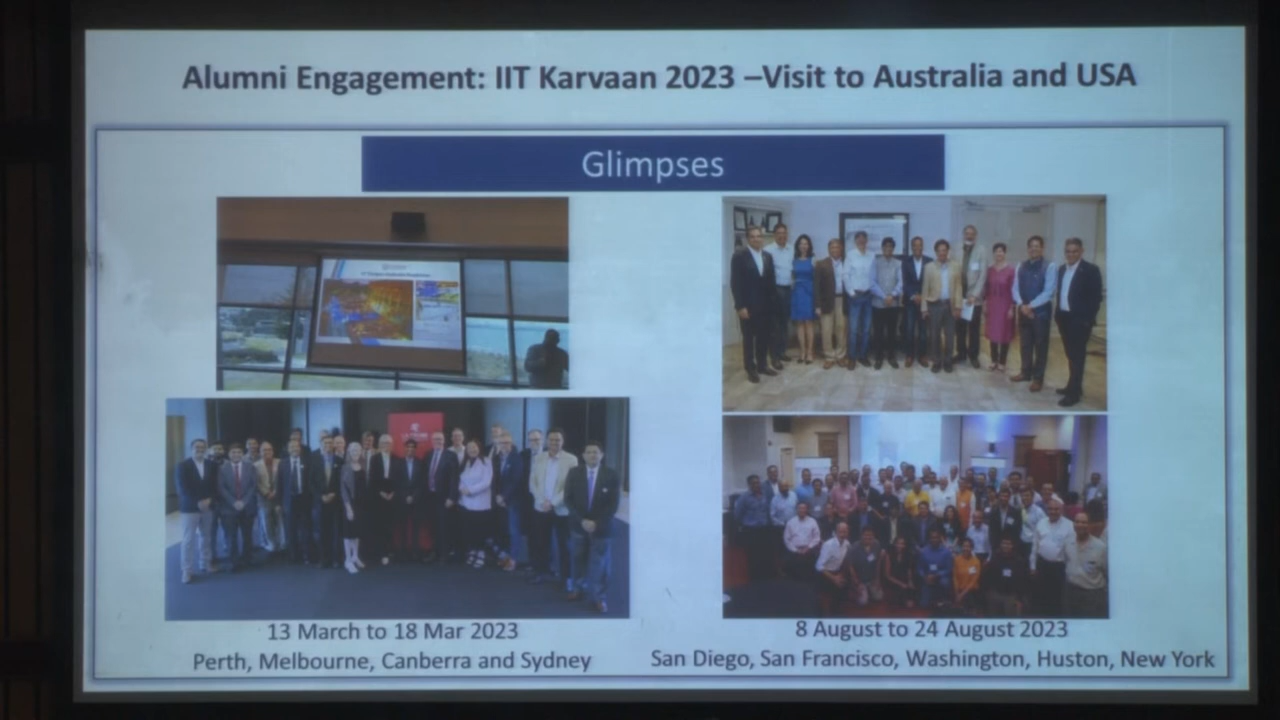 Alumni Engagement: IIT Karvaan 2023 –Visit to Australia and USA
Glimpses
13 March to 18 Mar 2023
Perth, Melbourne, Canberra and Sydney
8 August to 24 August 2023
San Diego, San Francisco, Washington, Huston, New York